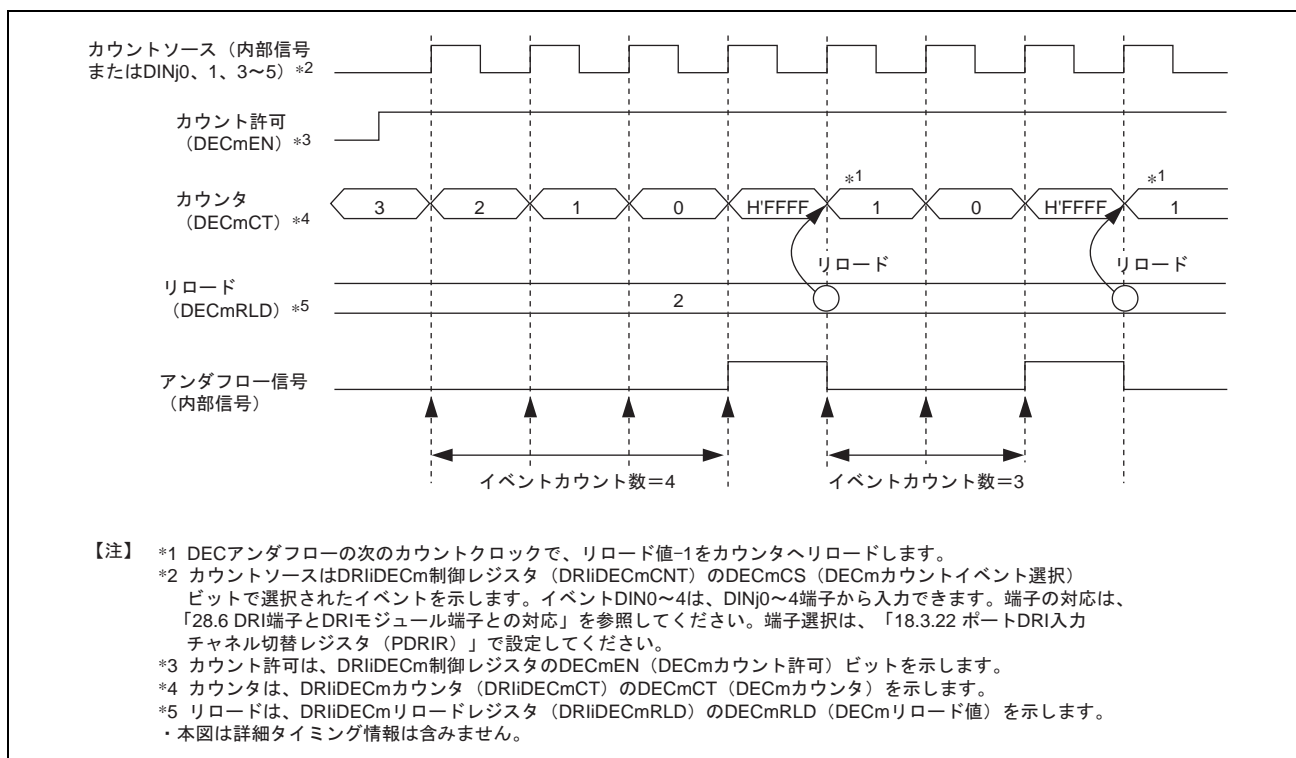 カウントソース（内部信号
またはDINj0、1、3～5）*2
カウント許可
（DECmEN）*3
*1 *1
カウンタ
（DECmCT）*4
3 2 1 0 H'FFFF 1 0 H'FFFF 1
リロード リロード
リロード
（DECmRLD）*5
2
アンダフロー信号
（内部信号）
イベントカウント数＝4 イベントカウント数＝3
【注】 *1 DECアンダフローの次のカウントクロックで、リロード値-1をカウンタへリロードします。
*2 カウントソースはDRIiDECm制御レジスタ（DRIiDECmCNT）のDECmCS（DECmカウントイベント選択）
ビットで選択されたイベントを示します。イベントDIN0～4は、DINj0～4端子から入力できます。端子の対応は、
「28.6 DRI端子とDRIモジュール端子との対応」を参照してください。端子選択は、「18.3.22 ポートDRI入力
チャネル切替レジスタ（PDRIR）」で設定してください。
*3 カウント許可は、DRIiDECm制御レジスタのDECmEN（DECmカウント許可）ビットを示します。
*4 カウンタは、DRIiDECmカウンタ（DRIiDECmCT）のDECmCT（DECmカウンタ）を示します。
*5 リロードは、DRIiDECmリロードレジスタ（DRIiDECmRLD）のDECmRLD（DECmリロード値）を示します。
・本図は詳細タイミング情報は含みません。